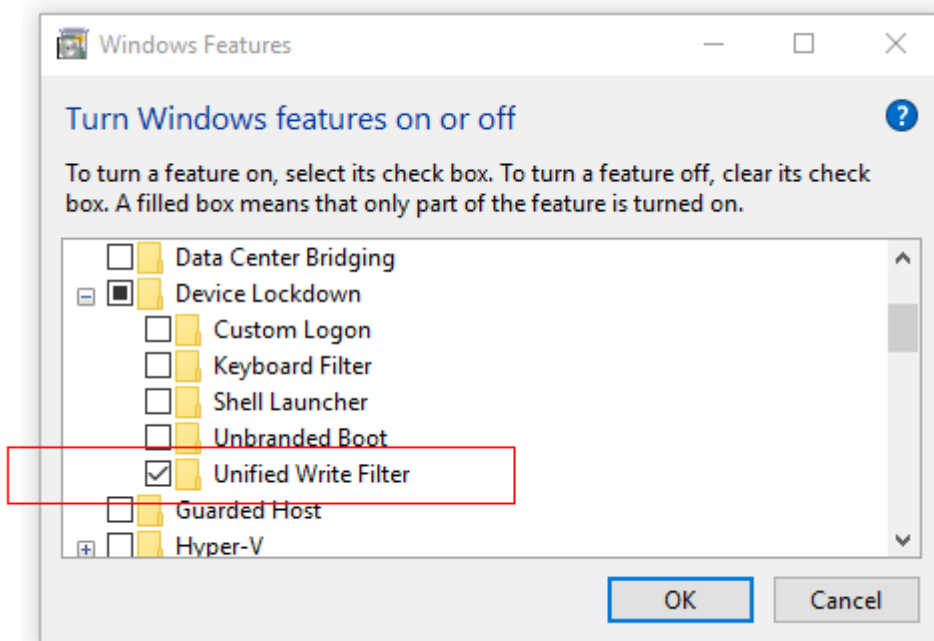 Windows Features
Turn Windows features on or off
?
To turn a feature on, select its check box. To turn a feature off, clear its check
box. A filled box means that only part of the feature is turned on.
Data Center Bridging
Device Lockdown
Custom Logon
Keyboard Filter
Shell Launcher
Unbranded Boot
Unified Write Filter
Guarded Host
Hyper-V
OK
Cancel